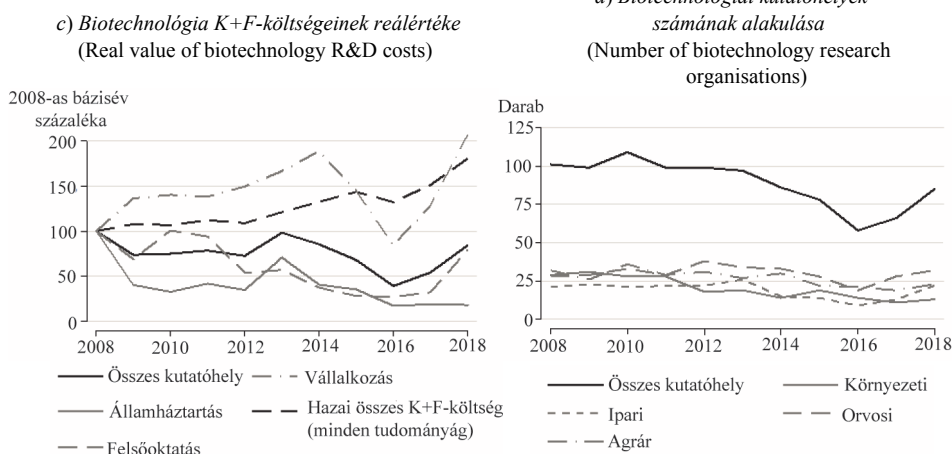 c) Biotechnológia K+F-költségeinek reálértéke
(Real value of biotechnology R&D costs)
2008-as bázisév
százaléka
200
150
100
50
0
2008 2010 2012 2014 2016 2018
Összes kutatóhely
Vállalkozás
Államháztartás
Hazai összes K+F-költség
(minden tudományág)
Felsőoktatás
d) Biotechnológiai kutatóhelyek
számának alakulása
(Number of biotechnology research
organisations)
Darab
125
100
75
50
25
0
2008 2010 2012 2014 2016 2018
Összes kutatóhely
Környezeti
Ipari
Orvosi
Agrár